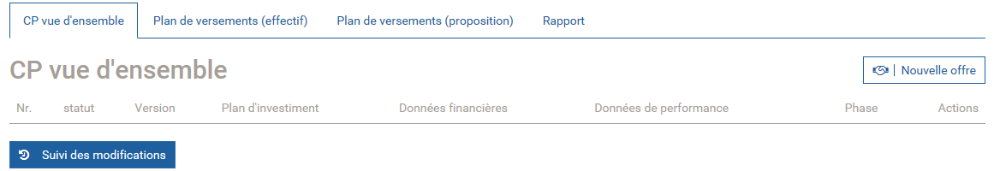 CP vue d'ensemble Plan de versements (effectif) Plan de versements (proposition) Rapport
CP vue d'ensemble
Nouvelle offre
Nr. statut Version Plan d'investiment Données financières Données de performance Phase Actions
Suivi des modifications